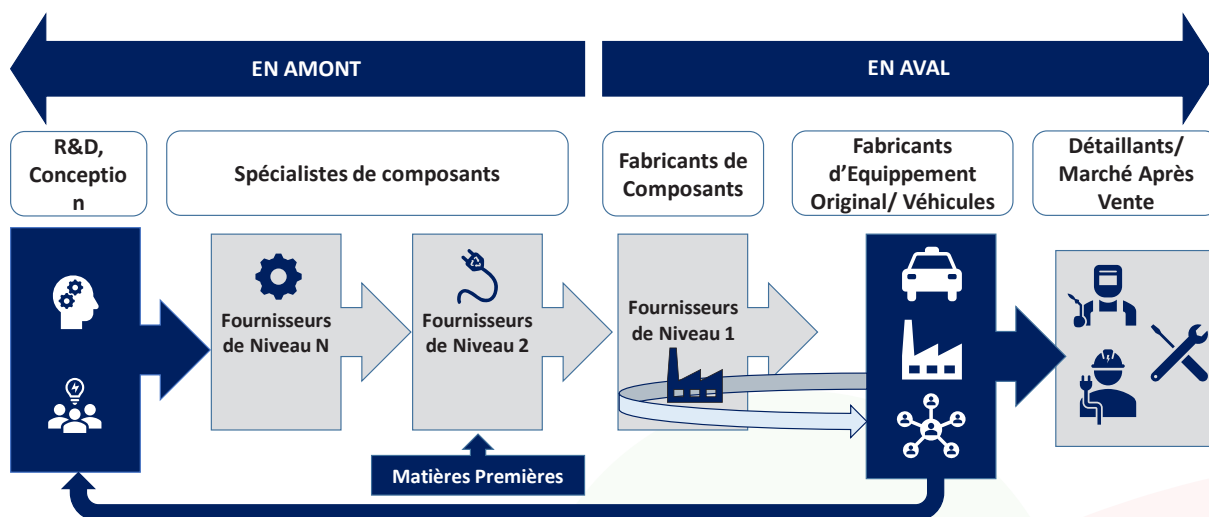 EN AMONT
EN AVAL
R&D,
Conceptio
n
Spécialistes de composants
Fabricants de
Composants
Fabricants
d'Equippement
Original/ Véhicules
Détaillants/
Marché Après
Vente
Fournisseurs
de Niveau N
Fournisseurs
de Niveau 2
Fournisseurs
de Niveau 1
Matières Premières